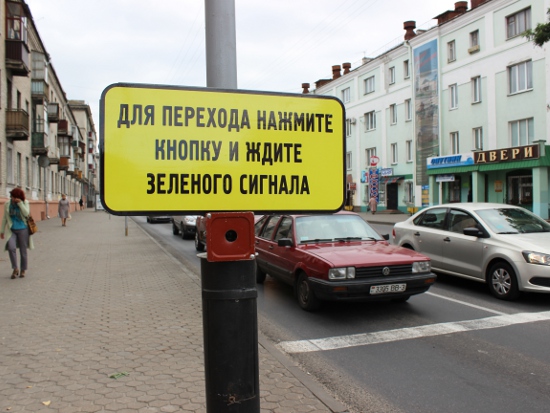 ДЛЯ ПЕРЕХОДА НАЖМИТЕ
КНОПКУ И ЖДИТЕ
ЗЕЛЕНОГО СИГНАЛА
ДВЕРИ